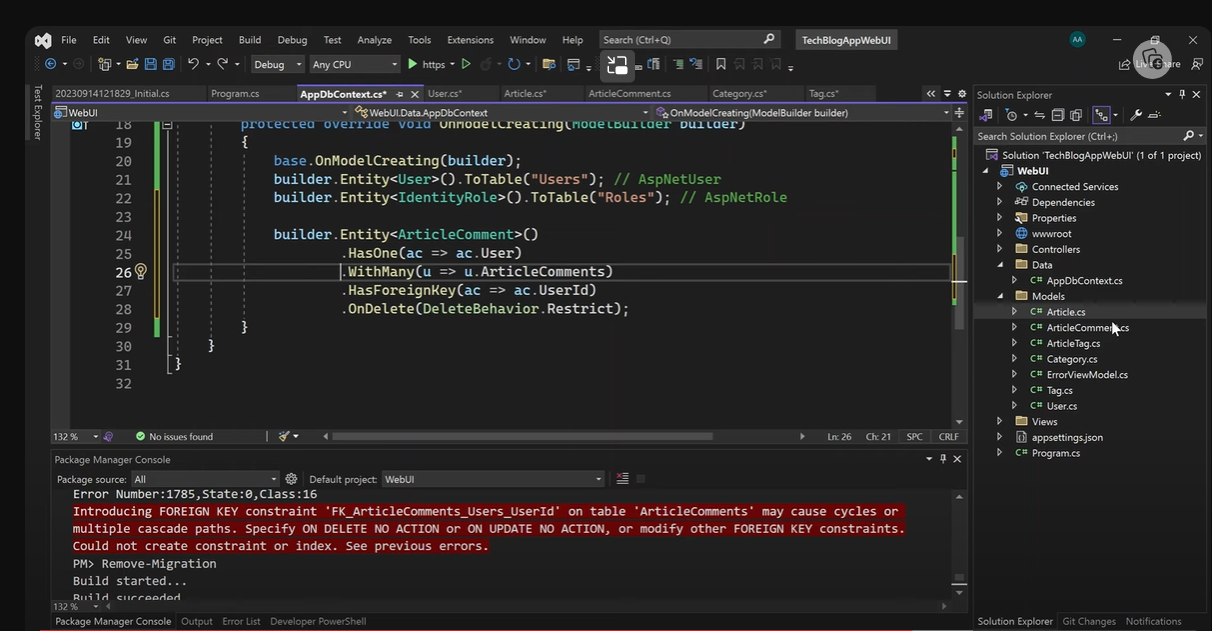 File Edit View Git Project Build Debug Test Analyze Tools Extensions Window Help Search (Ctrl+Q) TechBlogAppWebUI AA
Debug Any CPU https Live Share
Test Explorer
20230914121829_Initial.cs Program.cs AppDbContext.cs* User.cs* Article.cs* ArticleComment.cs Category.cs* Tag.cs*
WebUI WebUI.Data.AppDbContext OnModelCreating(ModelBuilder builder)
18 protected override void OnModelCreating(ModelBuilder builder)
19 {
20 base.OnModelCreating(builder);
21 builder.Entity<User>().ToTable("Users"); // AspNetUser
22 builder.Entity<IdentityRole>().ToTable("Roles"); // AspNetRole
23
24 builder.Entity<ArticleComment>()
25 .HasOne(ac => ac.User)
26 .WithMany(u => u.ArticleComments)
27 .HasForeignKey(ac => ac.UserId)
28 .OnDelete(DeleteBehavior.Restrict);
29 }
30 }
31 }
32
132 % No issues found Ln: 26 Ch: 21 SPC CRLF
Package Manager Console
Package source: All Default project: WebUI
Error Number:1785,State:0,Class:16
Introducing FOREIGN KEY constraint 'FK_ArticleComments_Users_UserId' on table 'ArticleComments' may cause cycles or
multiple cascade paths. Specify ON DELETE NO ACTION or ON UPDATE NO ACTION, or modify other FOREIGN KEY constraints.
Could not create constraint or index. See previous errors.
PM> Remove-Migration
Build started...
Build succeeded
132 %
Package Manager Console Output Error List Developer PowerShell
Solution Explorer
Search Solution Explorer (Ctrl+;)
Solution 'TechBlogAppWebUI' (1 of 1 project)
WebUI
Connected Services
Dependencies
Properties
wwwroot
Controllers
Data
AppDbContext.cs
Models
Article.cs
ArticleComment.cs
ArticleTag.cs
Category.cs
ErrorViewModel.cs
Tag.cs
User.cs
Views
appsettings.json
Program.cs
Solution Explorer Git Changes Notifications